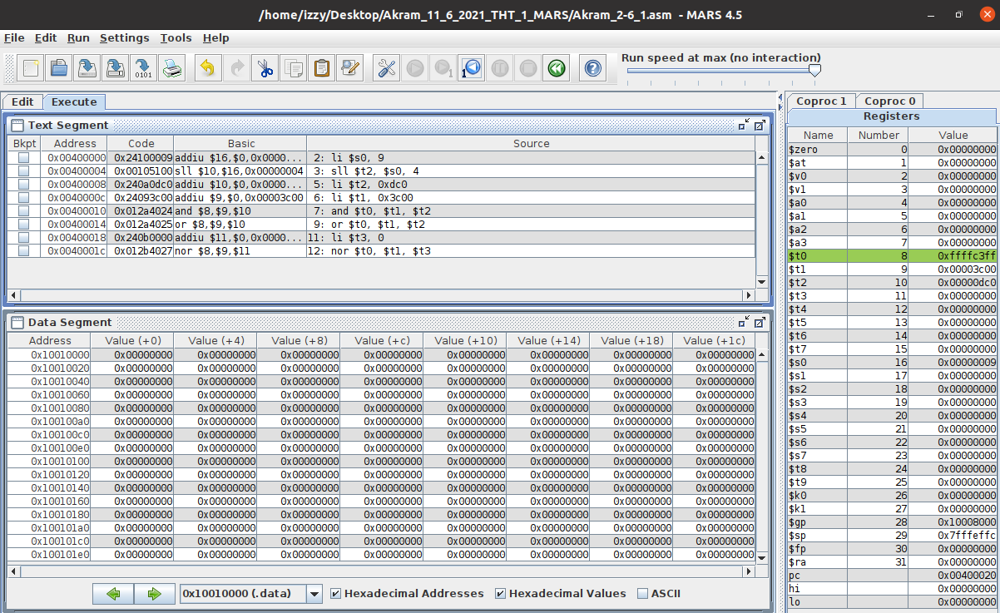 /home/izzy/Desktop/Akram_11_6_2021_THT_1_MARS/Akram_2-6_1.asm - MARS 4.5
File Edit Run Settings Tools Help
Run speed at max (no interaction)
0101 1 1
Edit Execute
Text Segment
Bkpt Address Code Basic Source
0x00400000 0x24100009 addiu $16,$0,0x0000... 2: li $s0, 9
0x00400004 0x00105100 sll $10,$16,0x00000004 3: sll $t2, $s0, 4
0x00400008 0x240a0dc0 addiu $10,$0,0x0000... 5: li $t2, 0xdc0
0x0040000c 0x24093c00 addiu $9,$0,0x00003c00 6: li $t1, 0x3c00
0x00400010 0x012a4024 and $8,$9,$10 7: and $t0, $t1, $t2
0x00400014 0x012a4025 or $8,$9,$10 9: or $t0, $t1, $t2
0x00400018 0x240b0000 addiu $11,$0,0x0000... 11: li $t3, 0
0x0040001c 0x012b4027 nor $8,$9,$11 12: nor $t0, $t1, $t3
Data Segment
Address Value (+0) Value (+4) Value (+8) Value (+c) Value (+10) Value (+14) Value (+18) Value (+1c)
0x10010000 0x00000000 0x00000000 0x00000000 0x00000000 0x00000000 0x00000000 0x00000000 0x00000000
0x10010020 0x00000000 0x00000000 0x00000000 0x00000000 0x00000000 0x00000000 0x00000000 0x00000000
0x10010040 0x00000000 0x00000000 0x00000000 0x00000000 0x00000000 0x00000000 0x00000000 0x00000000
0x10010060 0x00000000 0x00000000 0x00000000 0x00000000 0x00000000 0x00000000 0x00000000 0x00000000
0x10010080 0x00000000 0x00000000 0x00000000 0x00000000 0x00000000 0x00000000 0x00000000 0x00000000
0x100100a0 0x00000000 0x00000000 0x00000000 0x00000000 0x00000000 0x00000000 0x00000000 0x00000000
0x100100c0 0x00000000 0x00000000 0x00000000 0x00000000 0x00000000 0x00000000 0x00000000 0x00000000
0x100100e0 0x00000000 0x00000000 0x00000000 0x00000000 0x00000000 0x00000000 0x00000000 0x00000000
0x10010100 0x00000000 0x00000000 0x00000000 0x00000000 0x00000000 0x00000000 0x00000000 0x00000000
0x10010120 0x00000000 0x00000000 0x00000000 0x00000000 0x00000000 0x00000000 0x00000000 0x00000000
0x10010140 0x00000000 0x00000000 0x00000000 0x00000000 0x00000000 0x00000000 0x00000000 0x00000000
0x10010160 0x00000000 0x00000000 0x00000000 0x00000000 0x00000000 0x00000000 0x00000000 0x00000000
0x10010180 0x00000000 0x00000000 0x00000000 0x00000000 0x00000000 0x00000000 0x00000000 0x00000000
0x100101a0 0x00000000 0x00000000 0x00000000 0x00000000 0x00000000 0x00000000 0x00000000 0x00000000
0x100101c0 0x00000000 0x00000000 0x00000000 0x00000000 0x00000000 0x00000000 0x00000000 0x00000000
0x100101e0 0x00000000 0x00000000 0x00000000 0x00000000 0x00000000 0x00000000 0x00000000 0x00000000
0x10010000 (.data) Hexadecimal Addresses Hexadecimal Values ASCII
Coproc 1 Coproc 0
Registers
Name Number Value
$zero 0 0x00000000
$at 1 0x00000000
$v0 2 0x00000000
$v1 3 0x00000000
$a0 4 0x00000000
$a1 5 0x00000000
$a2 6 0x00000000
$a3 7 0x00000000
$t0 8 0xffffc3ff
$t1 9 0x00003c00
$t2 10 0x00000dc0
$t3 11 0x00000000
$t4 12 0x00000000
$t5 13 0x00000000
$t6 14 0x00000000
$t7 15 0x00000000
$s0 16 0x00000009
$s1 17 0x00000000
$s2 18 0x00000000
$s3 19 0x00000000
$s4 20 0x00000000
$s5 21 0x00000000
$s6 22 0x00000000
$s7 23 0x00000000
$t8 24 0x00000000
$t9 25 0x00000000
$k0 26 0x00000000
$k1 27 0x00000000
$gp 28 0x10008000
$sp 29 0x7fffeffc
$fp 30 0x00000000
$ra 31 0x00000000
pc 0x00400020
hi 0x00000000
lo 0x00000000